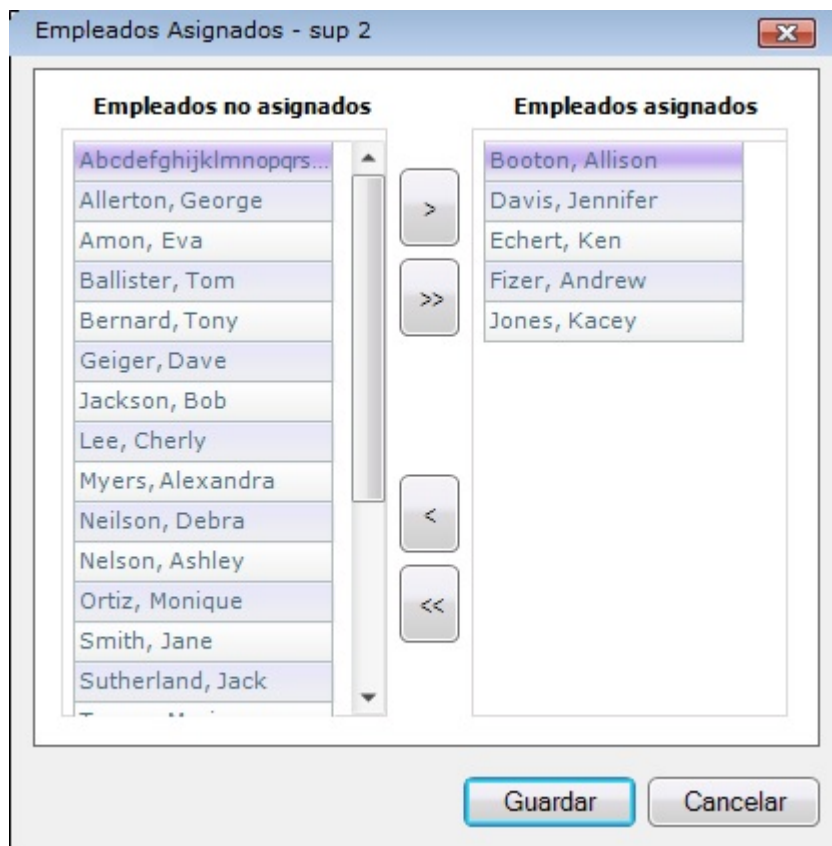 Empleados Asignados - sup 2
Empleados no asignados
Abcdefghijklmnopqrs...
Allerton, George
Amon, Eva
Ballister, Tom
Bernard, Tony
Geiger, Dave
Jackson, Bob
Lee, Cherly
Myers, Alexandra
Neilson, Debra
Nelson, Ashley
Ortiz, Monique
Smith, Jane
Sutherland, Jack
>
>>
<
<<
Empleados asignados
Booton, Allison
Davis, Jennifer
Echert, Ken
Fizer, Andrew
Jones, Kacey
Guardar
Cancelar